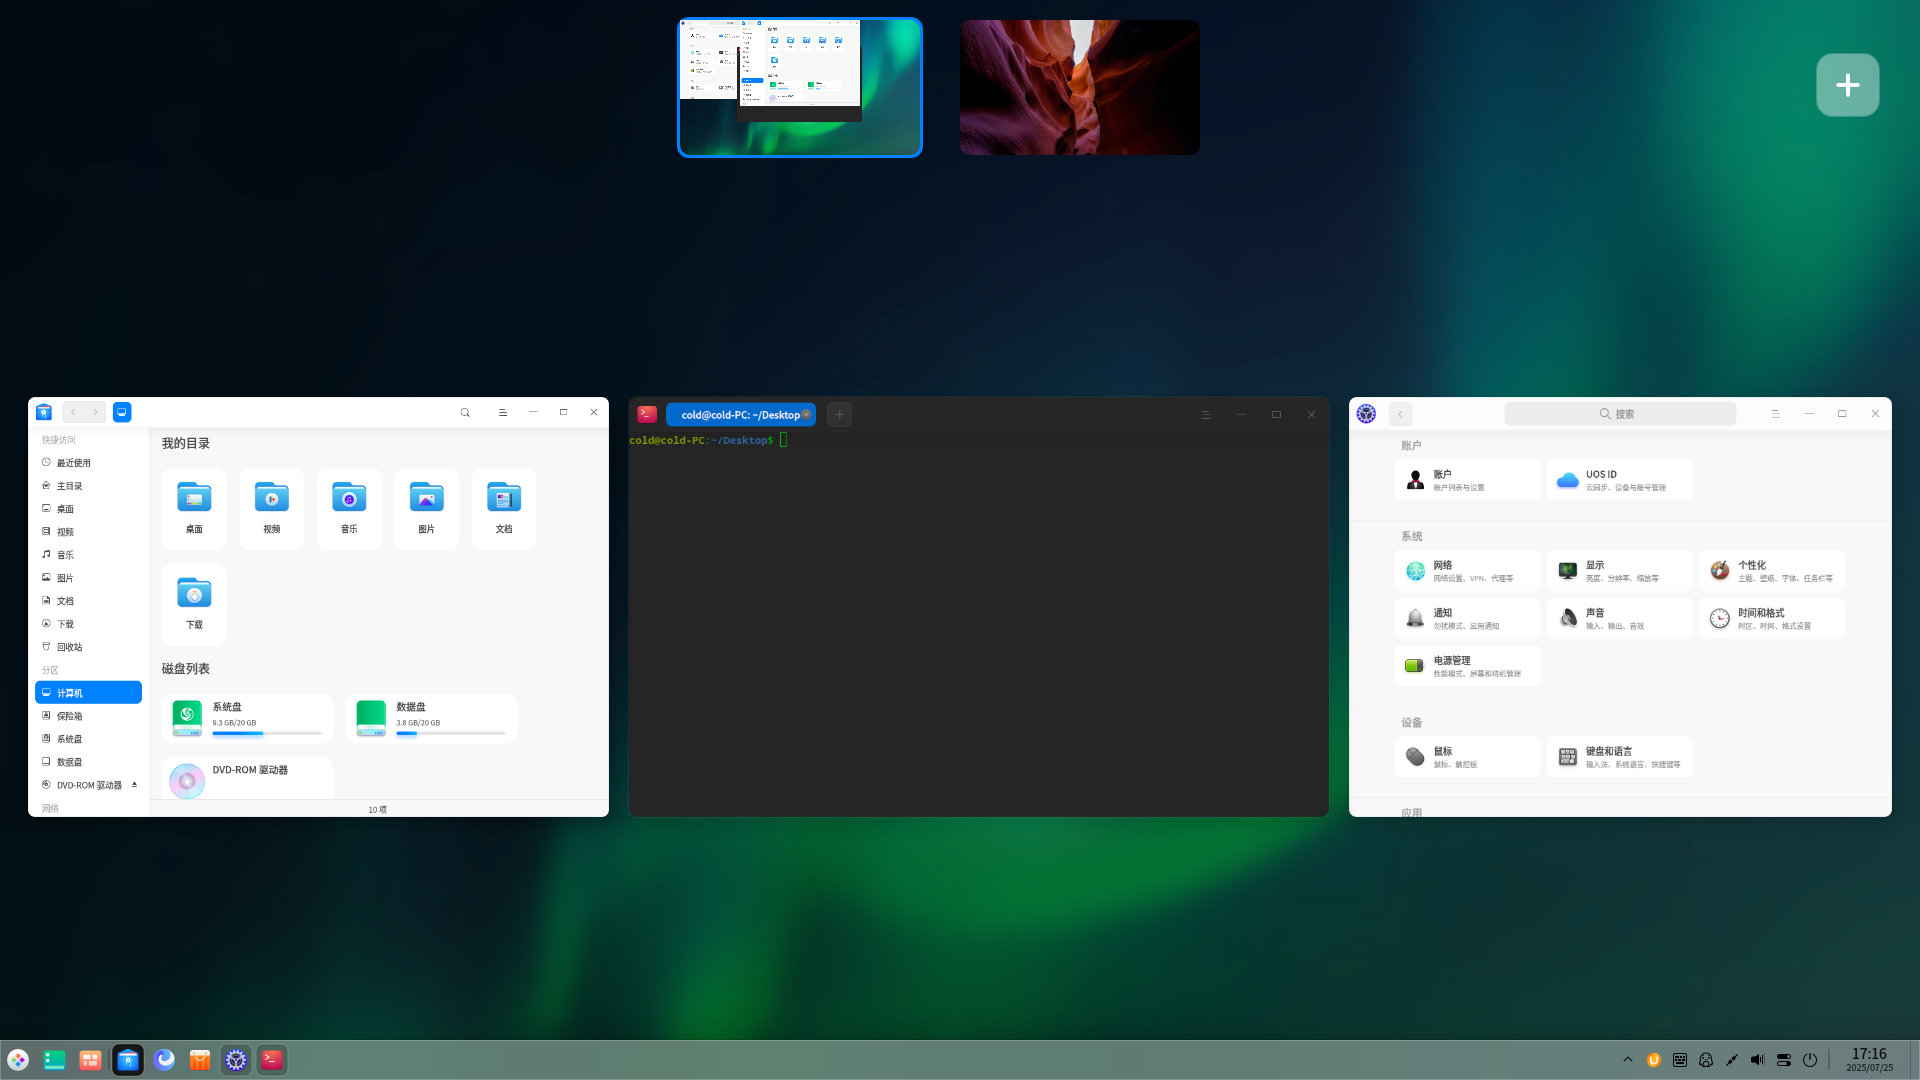 快捷访问
最近使用
主目录
桌面
视频
音乐
图片
文档
下载
回收站
分区
计算机
保险箱
系统盘
数据盘
DVD-ROM 驱动器
网络
我的目录
桌面
视频
音乐
图片
文档
下载
磁盘列表
系统盘
9.3 GB/20 GB
数据盘
3.8 GB/20 GB
DVD-ROM 驱动器
10 项
cold@cold-PC: ~/Desktop
cold@cold-PC:~/Desktop$
搜索
账户
账户
账户列表与设置
UOS ID
云同步、设备与账号管理
系统
网络
网络设置、VPN、代理等
显示
亮度、分辨率、缩放等
个性化
主题、壁纸、字体、任务栏等
通知
勿扰模式、应用通知
声音
输入、输出、音效
时间和格式
时区、时间、格式设置
电源管理
性能模式、屏幕和待机管理
设备
鼠标
鼠标、触控板
键盘和语言
输入法、系统语言、快捷键等
应用
17:16
2025/07/25